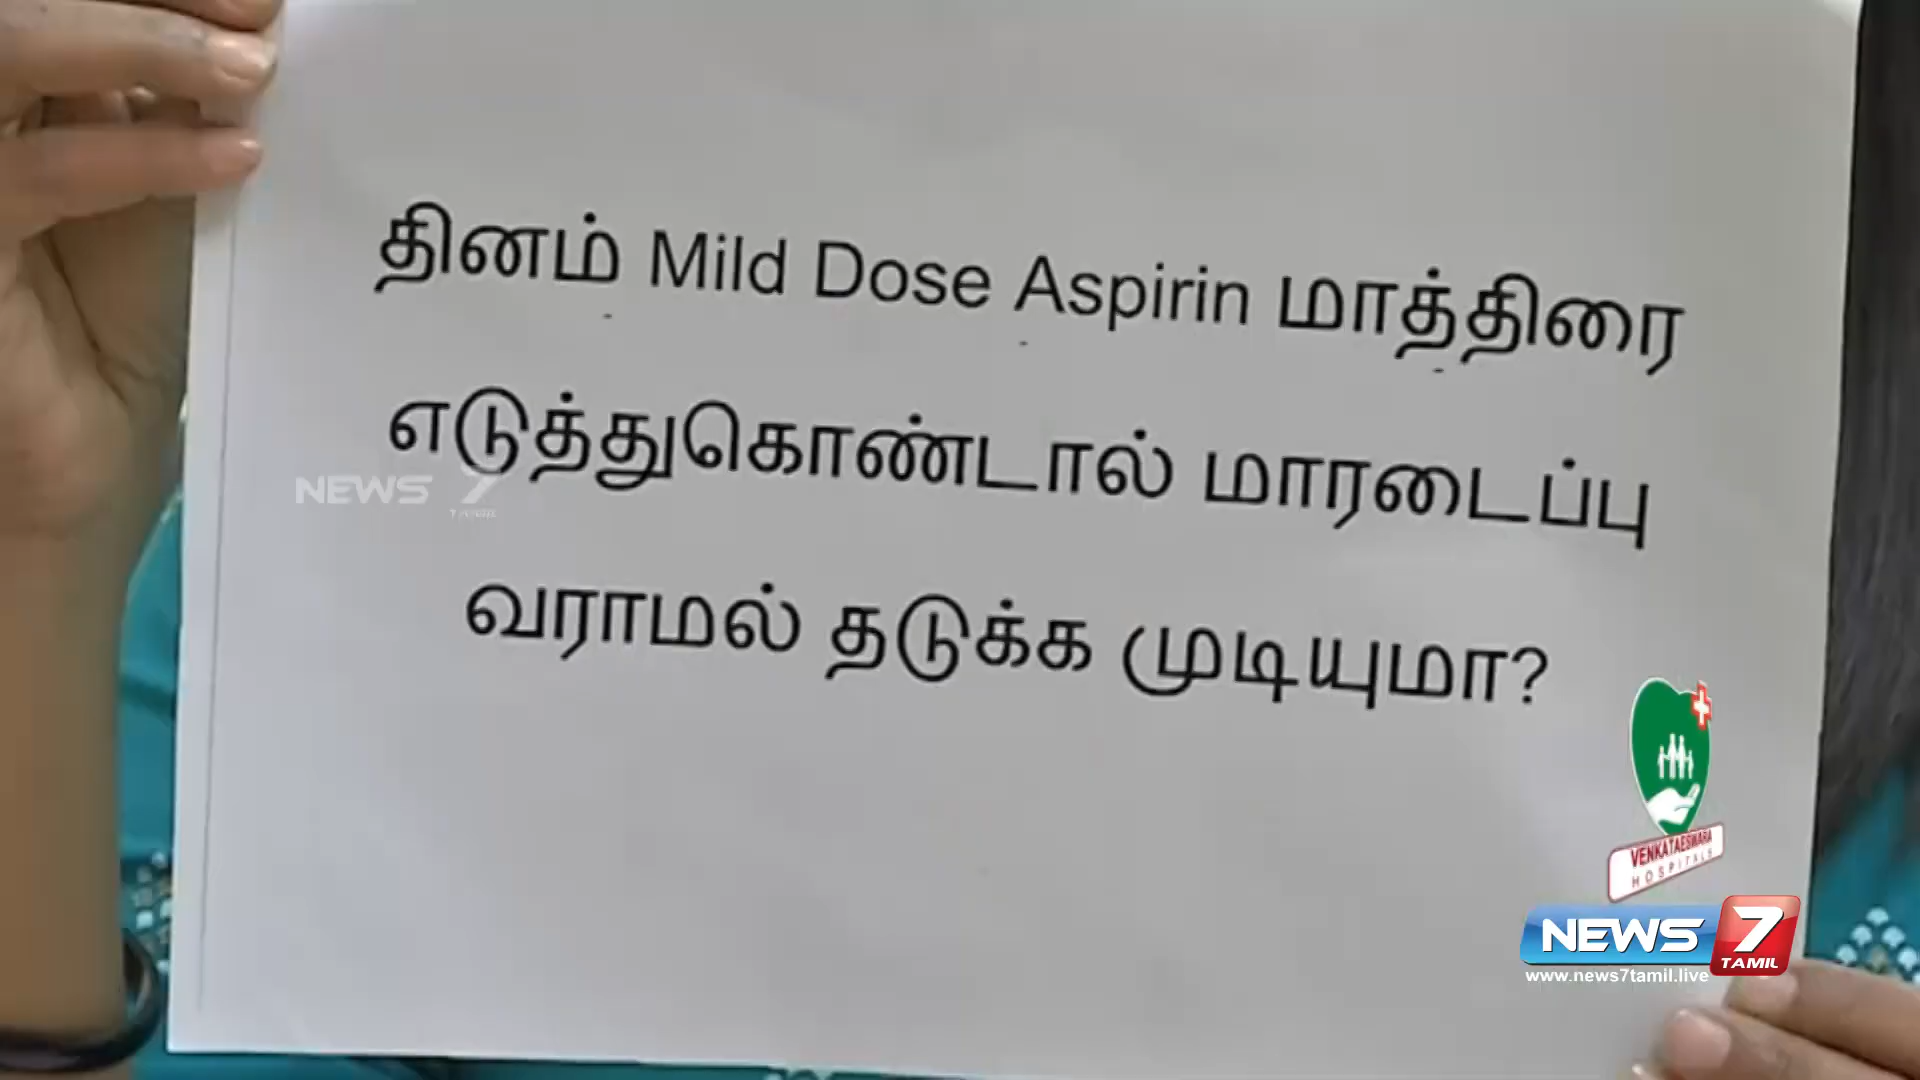 தினம் Mild Dose Aspirin மாத்திரை
எடுத்துகொண்டால் மாரடைப்பு
வராமல் தடுக்க முடியுமா?
NEWS 7
VENKATAESWARA
HOSPITALS
NEWS 7
TAMIL
www.news7tamil.live